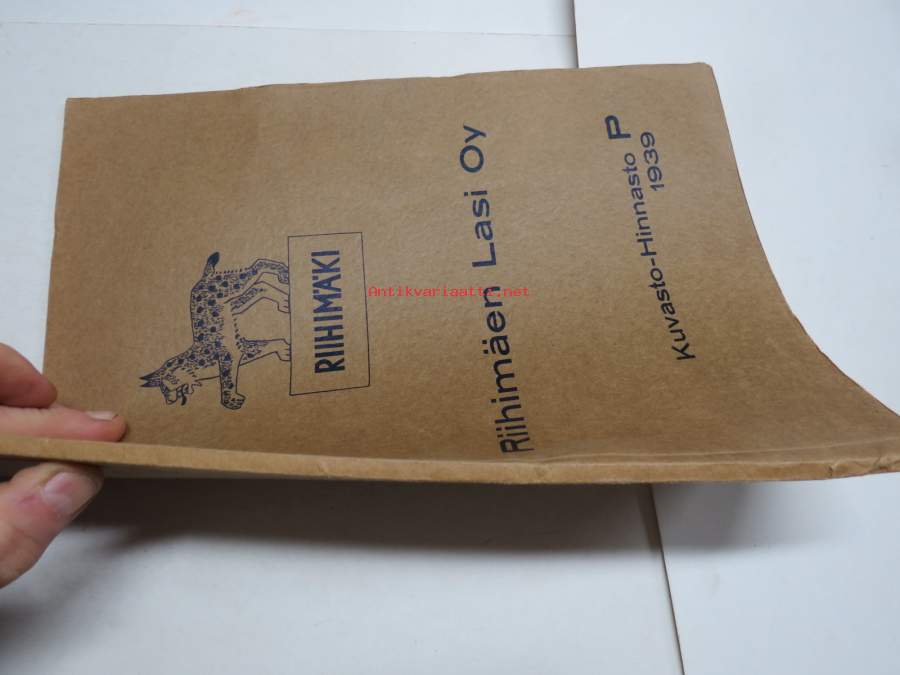 RIIHIMÄKI
Riihimäen Lasi Oy
Kuvasto-Hinnasto P
1939
Antikvariaatti.net